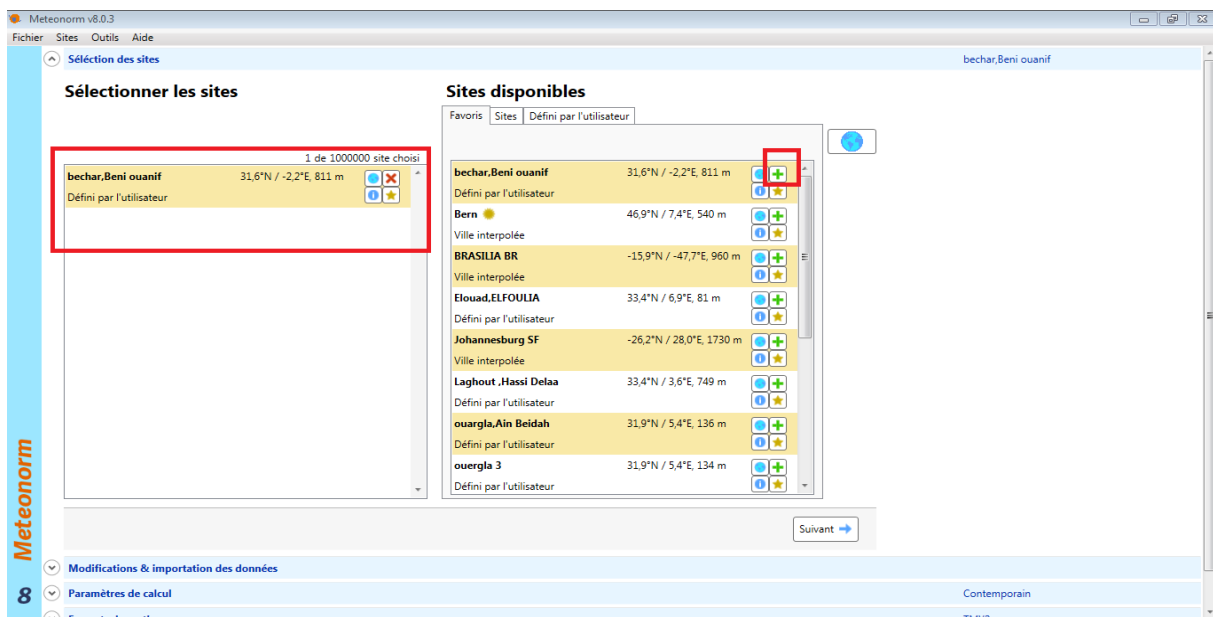 Meteonorm v8.0.3
Fichier Sites Outils Aide
Séléction des sites bechar,Beni ouanif
Sélectionner les sites
1 de 1000000 site choisi
bechar,Beni ouanif 31,6°N / -2,2°E, 811 m
Défini par l'utilisateur
Sites disponibles
Favoris Sites Défini par l'utilisateur
bechar,Beni ouanif 31,6°N / -2,2°E, 811 m
Défini par l'utilisateur
Bern 46,9°N / 7,4°E, 540 m
Ville interpolée
BRASILIA BR -15,9°N / -47,7°E, 960 m
Ville interpolée
Elouad,ELFOULIA 33,4°N / 6,9°E, 81 m
Défini par l'utilisateur
Johannesburg SF -26,2°N / 28,0°E, 1730 m
Ville interpolée
Laghout ,Hassi Delaa 33,4°N / 3,6°E, 749 m
Défini par l'utilisateur
ouargla,Ain Beidah 31,9°N / 5,4°E, 136 m
Défini par l'utilisateur
ouergla 3 31,9°N / 5,4°E, 134 m
Défini par l'utilisateur
Suivant
Modifications & importation des données
Paramètres de calcul Contemporain
Meteonorm
8